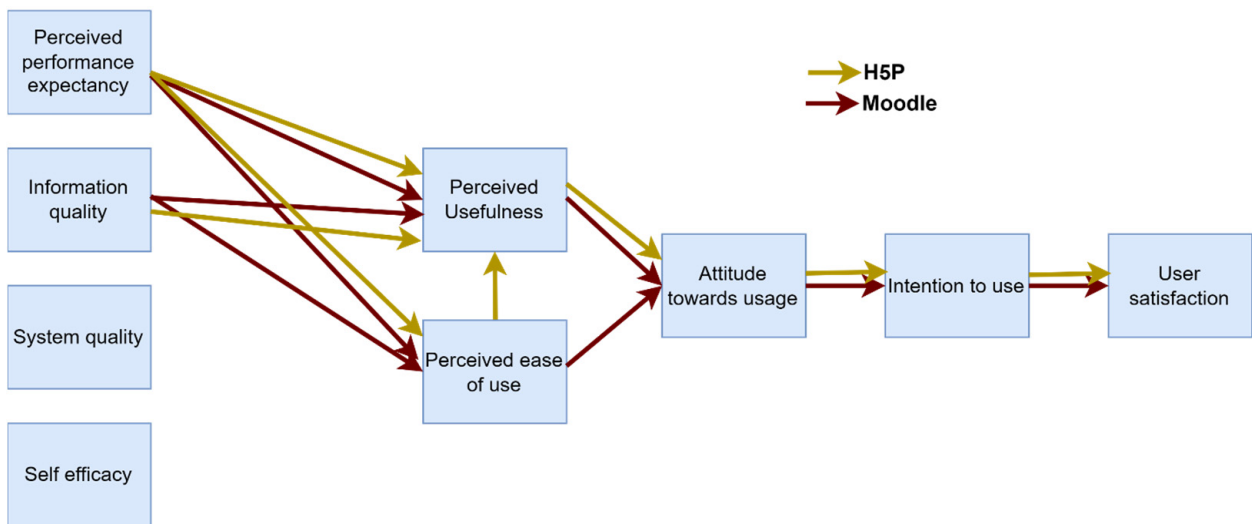 Perceived
performance
expectancy
H5P
Moodle
Information
quality
Perceived
Usefulness
Attitude
towards usage
Intention to use
User
satisfaction
System quality
Perceived ease
of use
Self efficacy